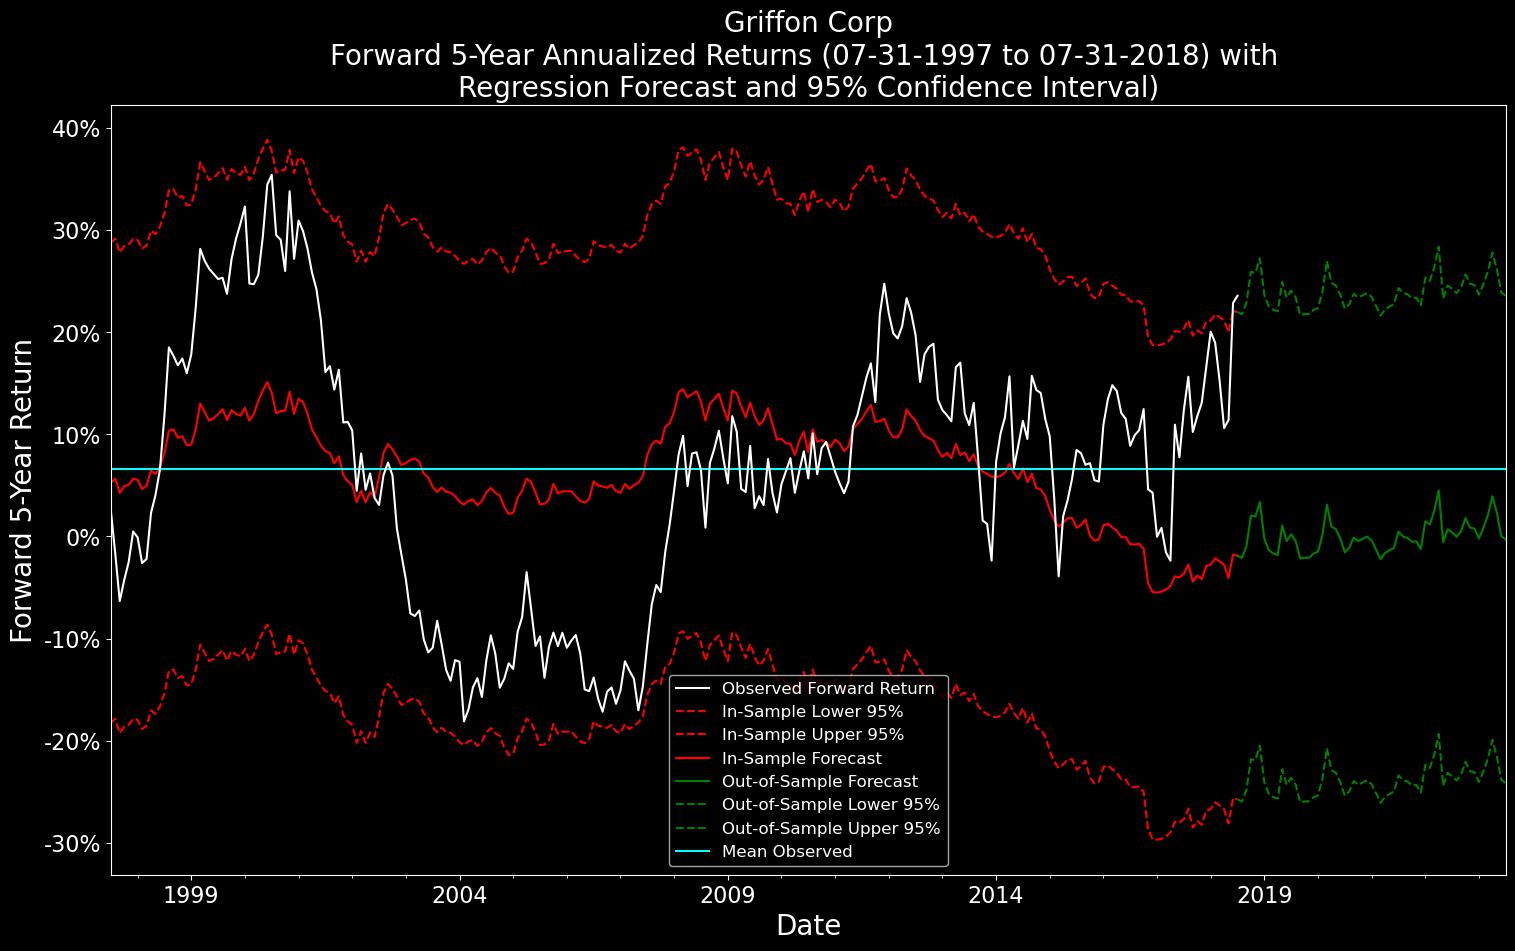 Griffon Corp
Forward 5-Year Annualized Returns (07-31-1997 to 07-31-2018) with
Regression Forecast and 95% Confidence Interval)
Forward 5-Year Return
40%
30%
20%
10%
0%
-10%
-20%
-30%
Observed Forward Return
In-Sample Lower 95%
In-Sample Upper 95%
In-Sample Forecast
Out-of-Sample Forecast
Out-of-Sample Lower 95%
Out-of-Sample Upper 95%
Mean Observed
1999 2004 2009 2014 2019
Date